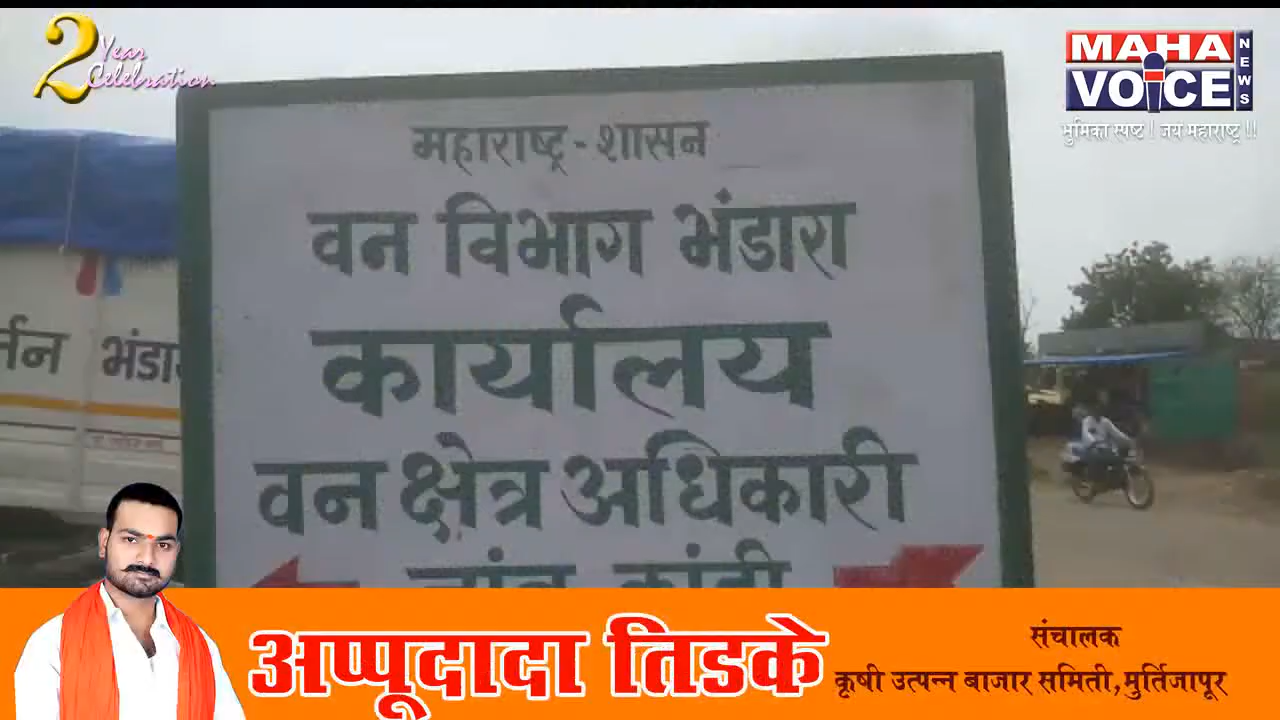 2 Year
Celebration
MAHA
VOICE NEWS
भुमिका स्पष्ट ! जय महाराष्ट्र !!
महाराष्ट्र - शासन
वन विभाग भंडारा
कार्यालय
वन क्षेत्र अधिकारी
र्तन भंडा
अप्पूदादा तिडके
संचालक
कृषी उत्पन्न बाजार समिती,मुर्तिजापूर